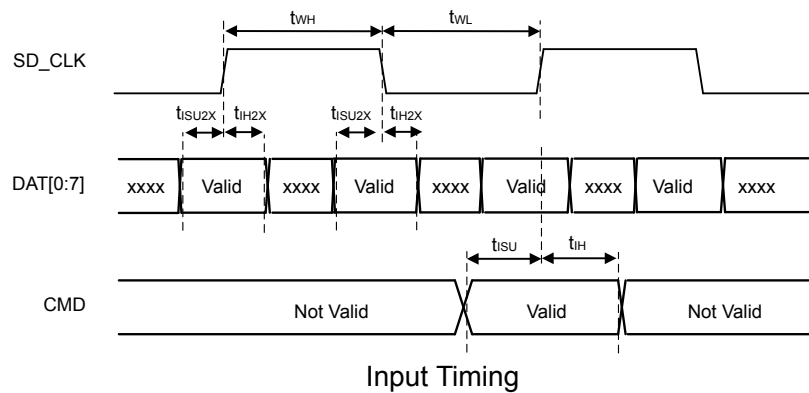 tWH tWL
SD_CLK
tISU2X tIH2X tISU2X tIH2X
DAT[0:7] xxxx Valid xxxx Valid xxxx Valid xxxx Valid xxxx
tISU tIH
CMD Not Valid Valid Not Valid
Input Timing